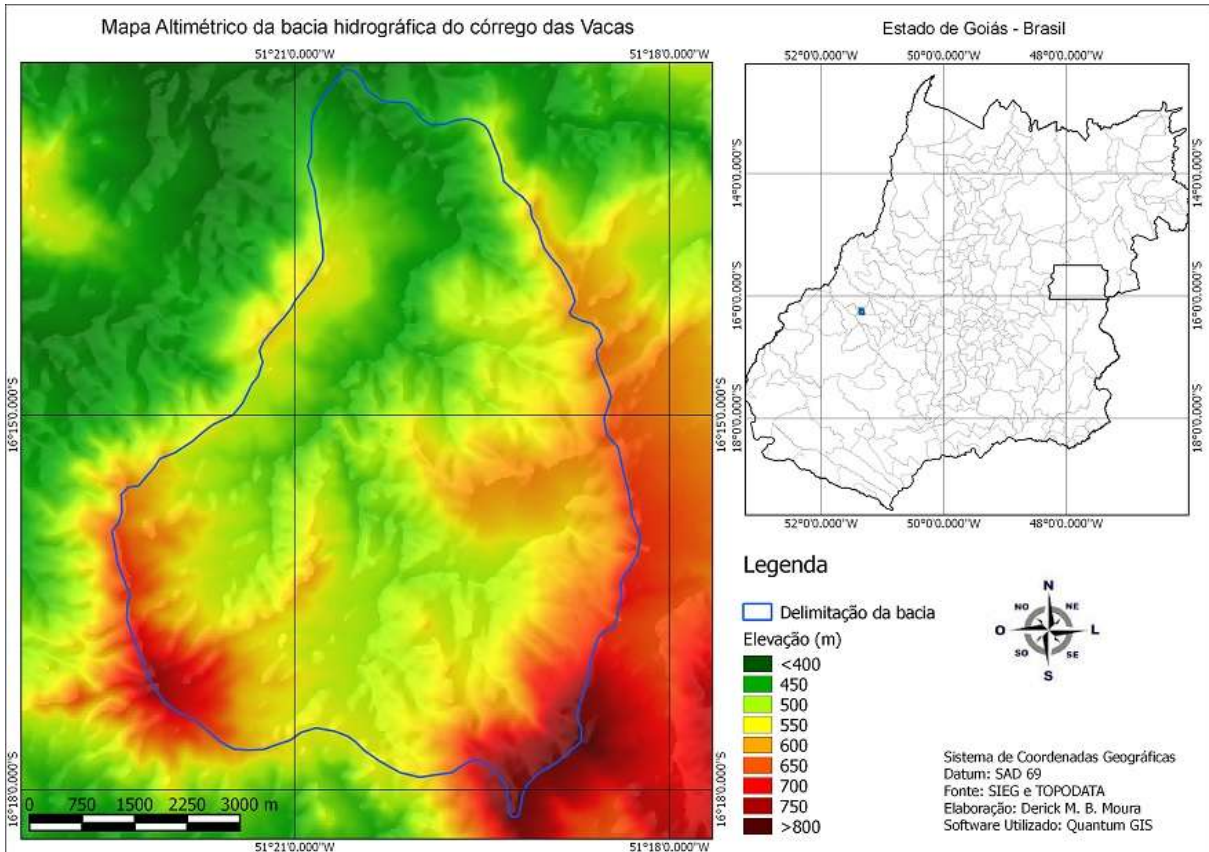 Mapa Altimétrico da bacia hidrográfica do córrego das Vacas
51°21'0.000"W
51°18'0.000"W
16°15'0.000"S
16°15'0.000"S
16°18'0.000"S
16°18'0.000"S
0 750 1500 2250 3000 m
51°21'0.000"W
51°18'0.000"W
Estado de Goiás - Brasil
52°0'0.000"W
50°0'0.000"W
48°0'0.000"W
14°0'0.000"S
14°0'0.000"S
16°0'0.000"S
16°0'0.000"S
18°0'0.000"S
18°0'0.000"S
52°0'0.000"W
50°0'0.000"W
48°0'0.000"W
Legenda
Delimitação da bacia
Elevação (m)
<400
450
500
550
600
650
700
750
>800
N
NO
NE
O
L
SO
SE
S
Sistema de Coordenadas Geográficas
Datum: SAD 69
Fonte: SIEG e TOPODATA
Elaboração: Derick M. B. Moura
Software Utilizado: Quantum GIS